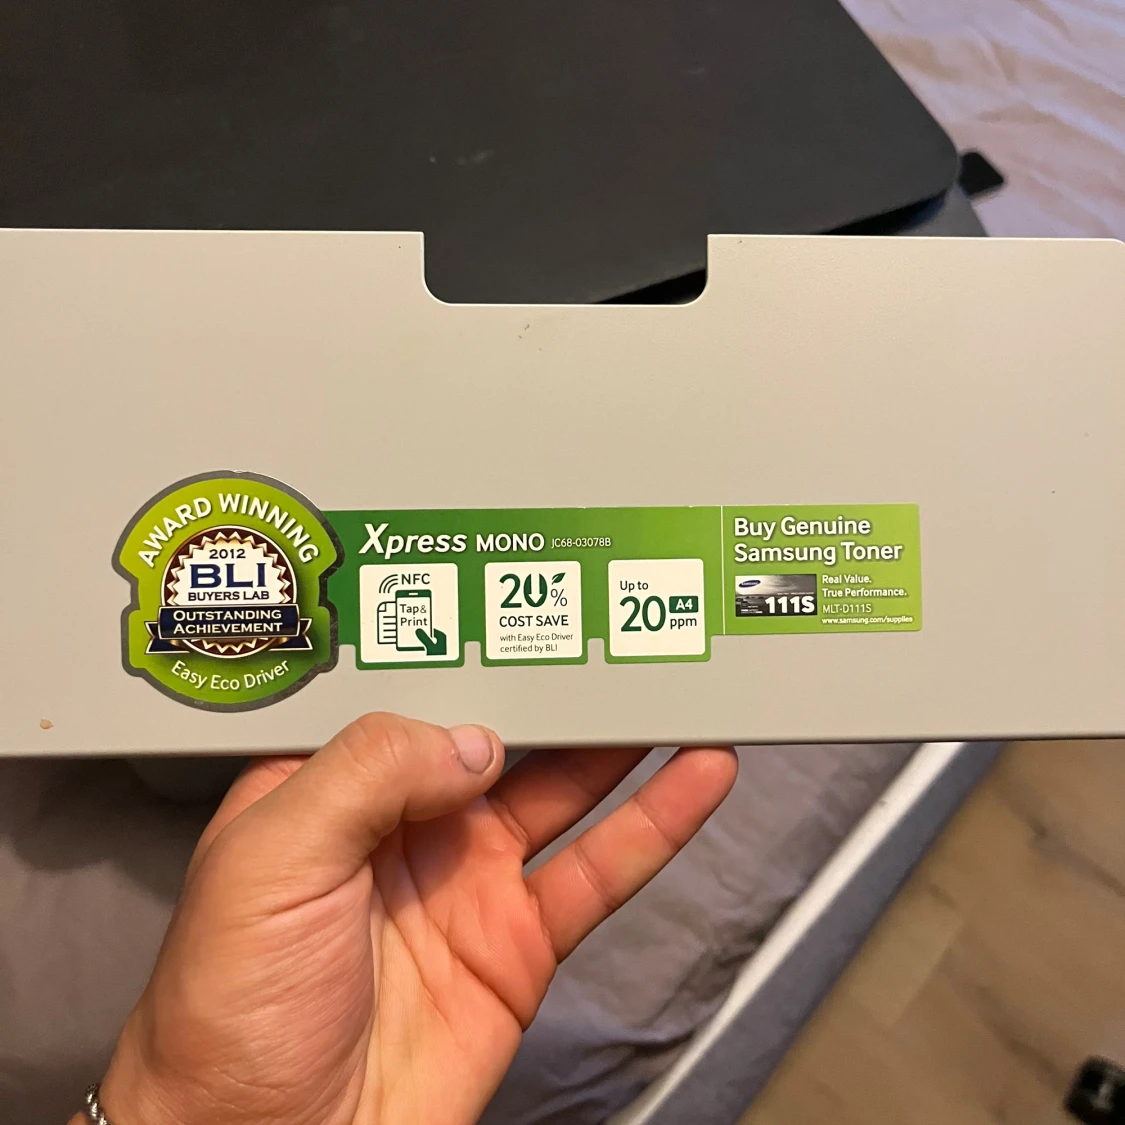 AWARD WINNING
2012
BLI
BUYERS LAB
OUTSTANDING
ACHIEVEMENT
Easy Eco Driver
Xpress MONO JC68-03078B
NFC
Tap&
Print
20%
COST SAVE
with Easy Eco Driver
certified by BLI
Up to
20 A4
ppm
Buy Genuine
Samsung Toner
SAMSUNG
111S
Real Value.
True Performance.
MLT-D111S
www.samsung.com/supplies